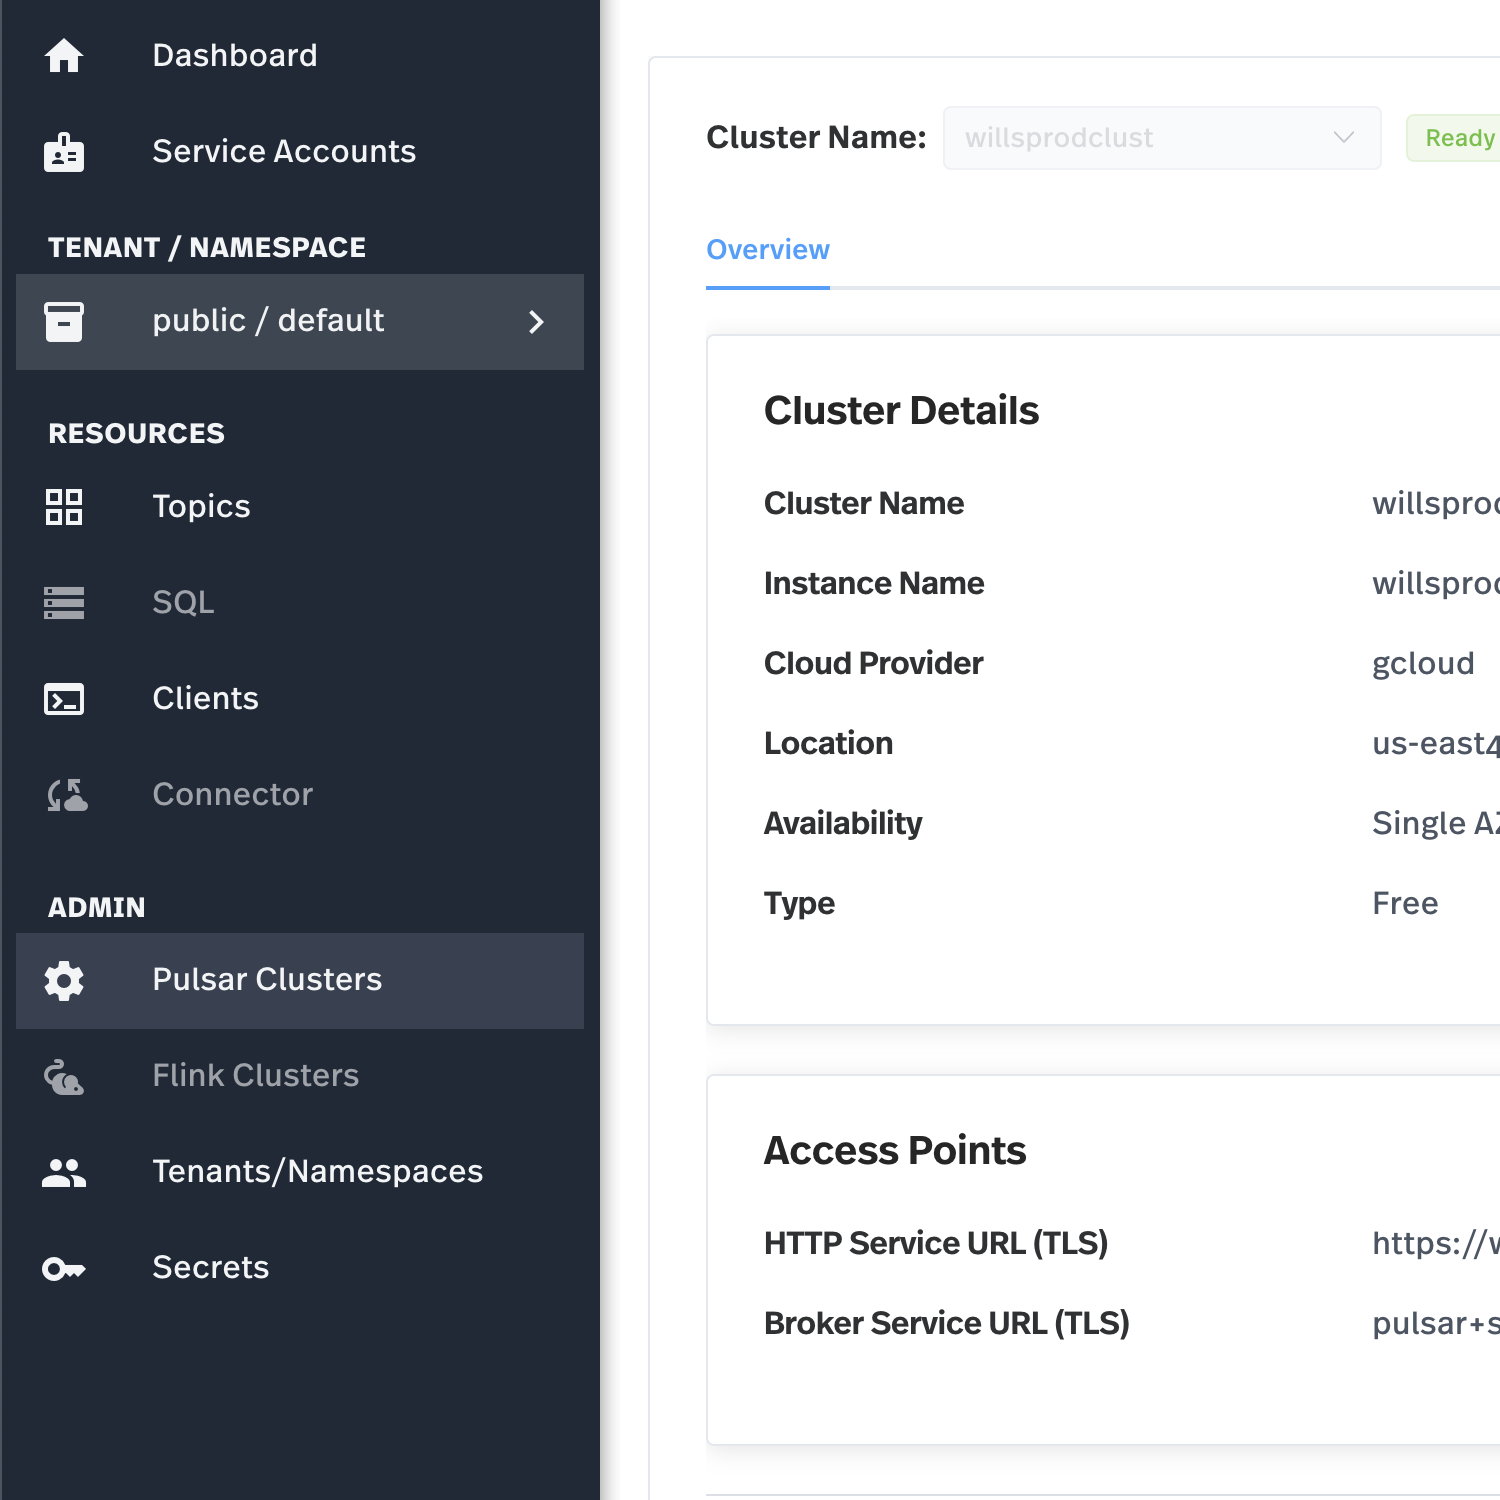 Dashboard
Service Accounts
TENANT / NAMESPACE
public / default
RESOURCES
Topics
SQL
Clients
Connector
ADMIN
Pulsar Clusters
Flink Clusters
Tenants/Namespaces
Secrets
Cluster Name: willsprodclust Ready
Overview
Cluster Details
Cluster Name
Instance Name
Cloud Provider gcloud
Location us-east4
Availability Single AZ
Type Free
Access Points
HTTP Service URL (TLS) https://
Broker Service URL (TLS) pulsar+s